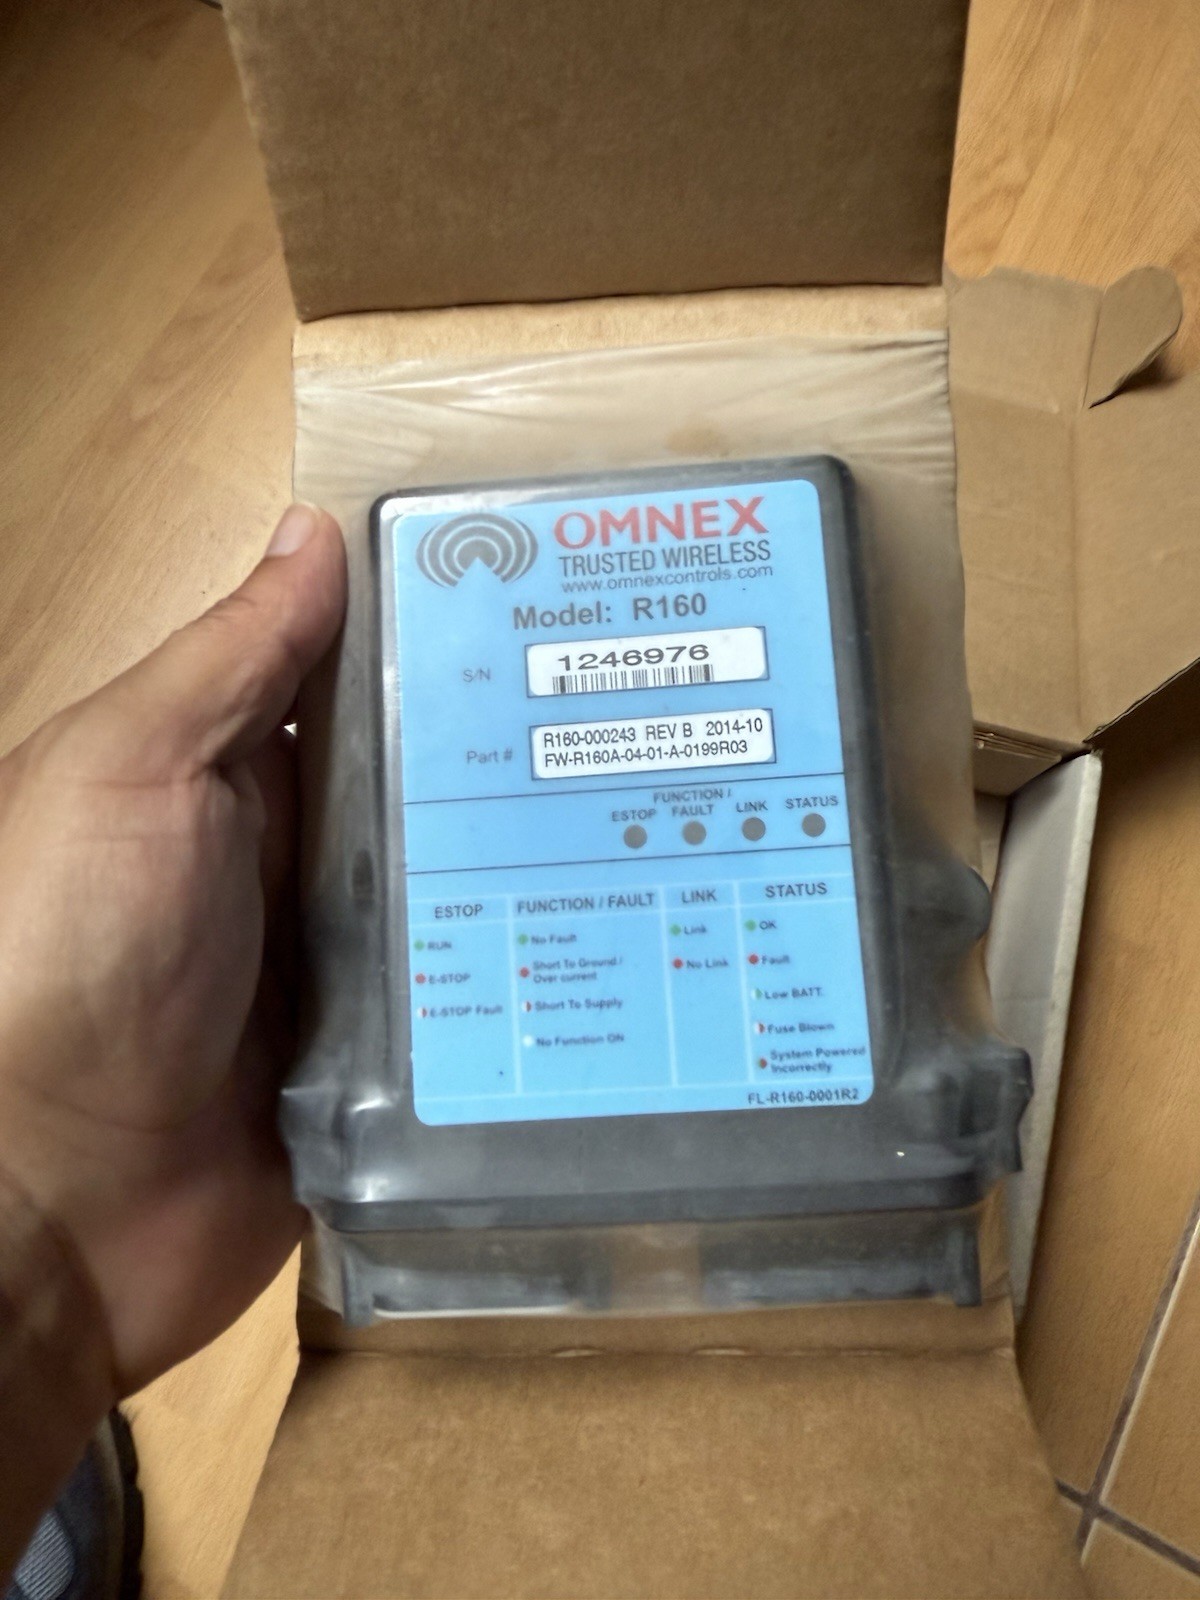 OMNEX
TRUSTED WIRELESS
www.omnexcontrols.com
Model: R160
S/N
1246976
Part #
R160-000243 REV B 2014-10
FW-R160A-04-01-A-0199R03
ESTOP
FUNCTION /
FAULT
LINK
STATUS
ESTOP
RUN
E-STOP
E-STOP Fault
FUNCTION / FAULT
No Fault
Short To Ground /
Over current
Short To Supply
No Function ON
LINK
Link
No Link
STATUS
OK
Fault
Low BATT.
Fuse Blown
System Powered
Incorrectly
FL-R160-0001R2